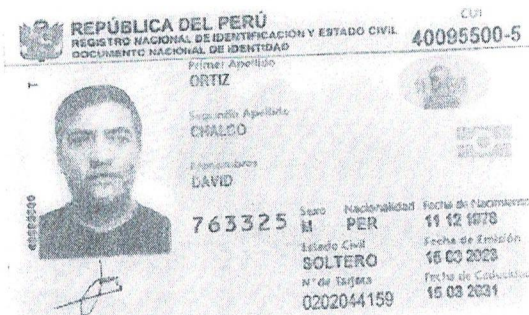 REPÚBLICA DEL PERÚ
REGISTRO NACIONAL DE IDENTIFICACIÓN Y ESTADO CIVIL
DOCUMENTO NACIONAL DE IDENTIDAD
CUI
40095500-5
Primer Apellido
ORTIZ
Segundo Apellido
CHALCO
Prenombres
DAVID
763325
Sexo
M
Nacionalidad
PER
Fecha de Nacimiento
11 12 1978
Estado Civil
SOLTERO
Fecha de Emisión
15 03 2023
N° de Tarjeta
0202044159
Fecha de Caducidad
15 03 2031